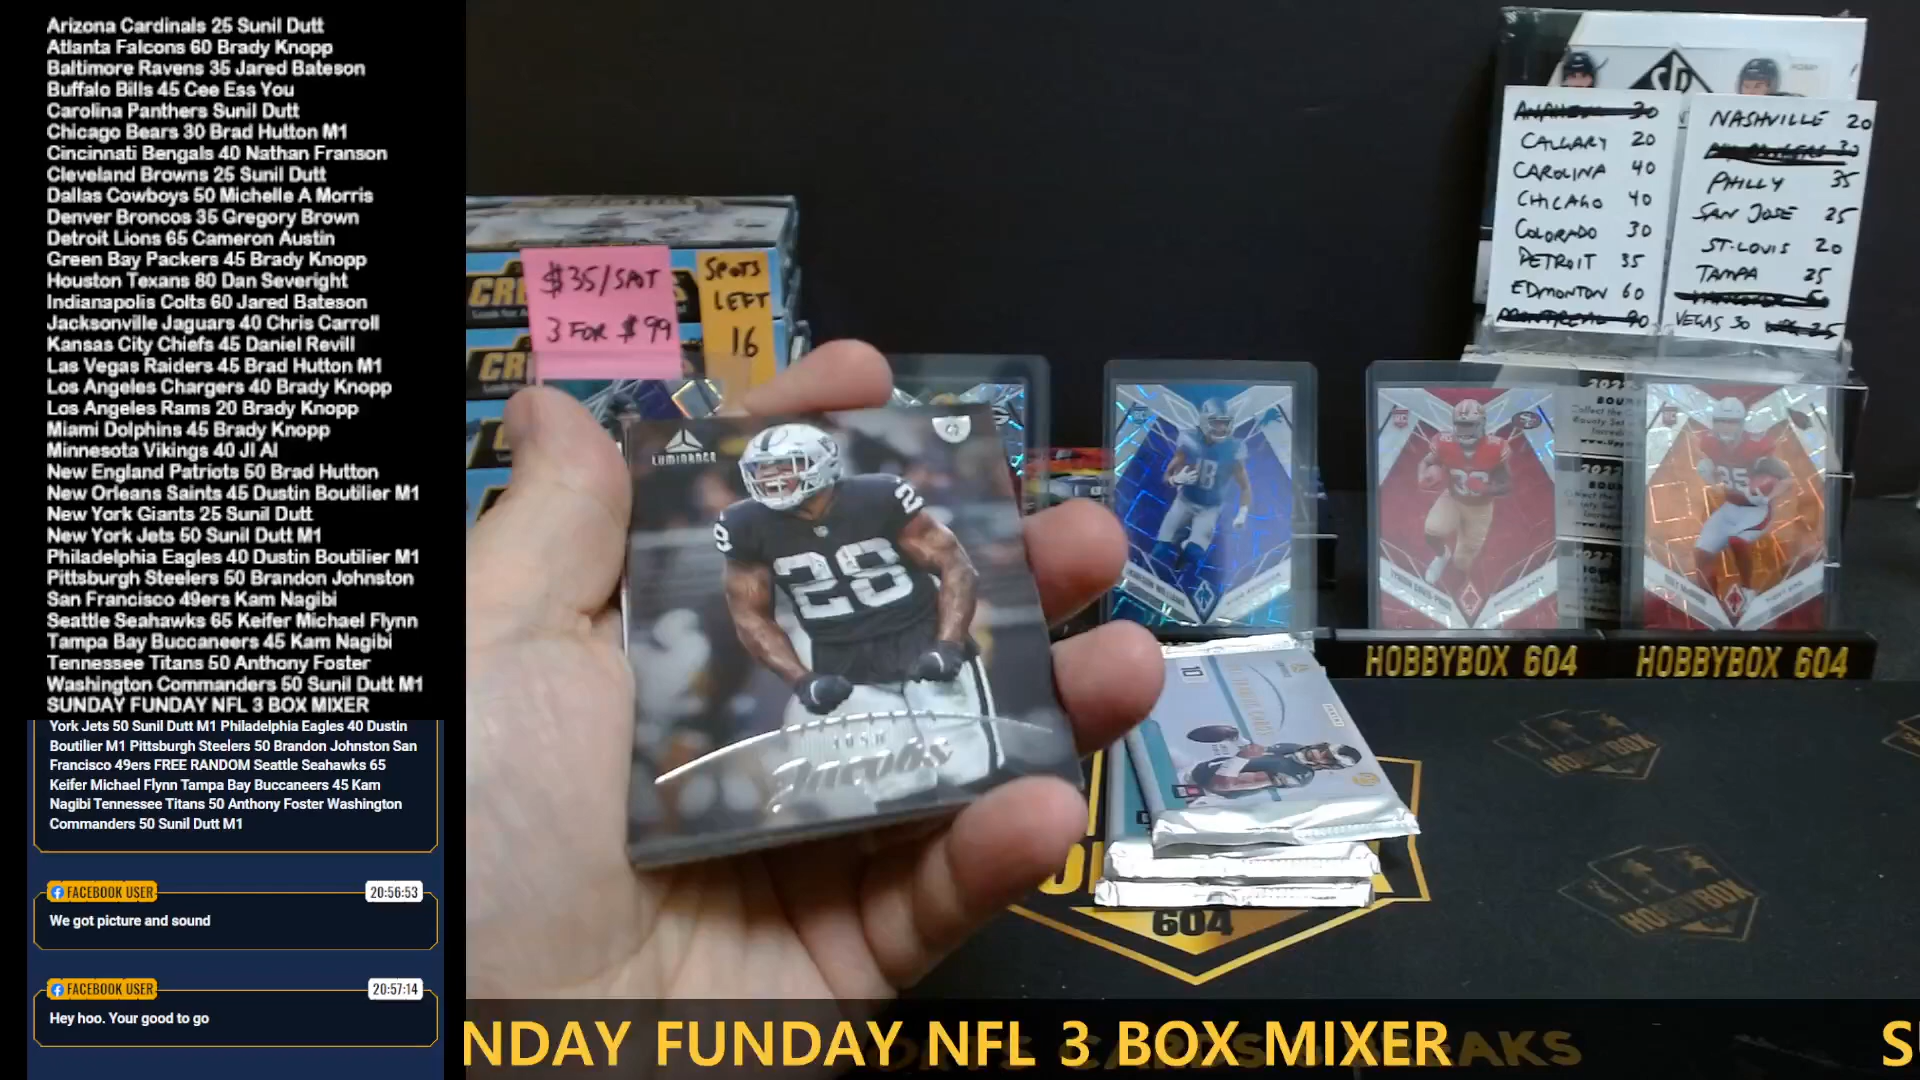 Arizona Cardinals 25 Sunil Dutt
Atlanta Falcons 60 Brady Knopp
Baltimore Ravens 35 Jared Bateson
Buffalo Bills 45 Cee Ess You
Carolina Panthers Sunil Dutt
Chicago Bears 30 Brad Hutton M1
Cincinnati Bengals 40 Nathan Franson
Cleveland Browns 25 Sunil Dutt
Dallas Cowboys 50 Michelle A Morris
Denver Broncos 35 Gregory Brown
Detroit Lions 65 Cameron Austin
Green Bay Packers 45 Brady Knopp
Houston Texans 80 Dan Severight
Indianapolis Colts 60 Jared Bateson
Jacksonville Jaguars 40 Chris Carroll
Kansas City Chiefs 45 Daniel Revill
Las Vegas Raiders 45 Brad Hutton M1
Los Angeles Chargers 40 Brady Knopp
Los Angeles Rams 20 Brady Knopp
Miami Dolphins 45 Brady Knopp
Minnesota Vikings 40 JI AI
New England Patriots 50 Brad Hutton
New Orleans Saints 45 Dustin Boutilier M1
New York Giants 25 Sunil Dutt
New York Jets 50 Sunil Dutt M1
Philadelphia Eagles 40 Dustin Boutilier M1
Pittsburgh Steelers 50 Brandon Johnston
San Francisco 49ers Kam Nagibi
Seattle Seahawks 65 Keifer Michael Flynn
Tampa Bay Buccaneers 45 Kam Nagibi
Tennessee Titans 50 Anthony Foster
Washington Commanders 50 Sunil Dutt M1
SUNDAY FUNDAY NFL 3 BOX MIXER
York Jets 50 Sunil Dutt M1 Philadelphia Eagles 40 Dustin
Boutilier M1 Pittsburgh Steelers 50 Brandon Johnston San
Francisco 49ers FREE RANDOM Seattle Seahawks 65
Keifer Michael Flynn Tampa Bay Buccaneers 45 Kam
Nagibi Tennessee Titans 50 Anthony Foster Washington
Commanders 50 Sunil Dutt M1
FACEBOOK USER 20:56:53
We got picture and sound
FACEBOOK USER 20:57:14
Hey hoo. Your good to go
$35/SPOT
3 FOR $99
SPOTS
LEFT
16
CALGARY 20
CAROLINA 40
CHICAGO 40
COLORADO 30
DETROIT 35
EDMONTON 60
NASHVILLE 20
PHILLY 35
SAN JOSE 25
ST. LOUIS 20
TAMPA 25
VEGAS 30
LUMINANCE
28
JOSH
Jacobs
HOBBYBOX 604
HOBBYBOX 604
10
604
HOBBYBOX
HOBBYBOX
NDAY FUNDAY NFL 3 BOX MIXER
S